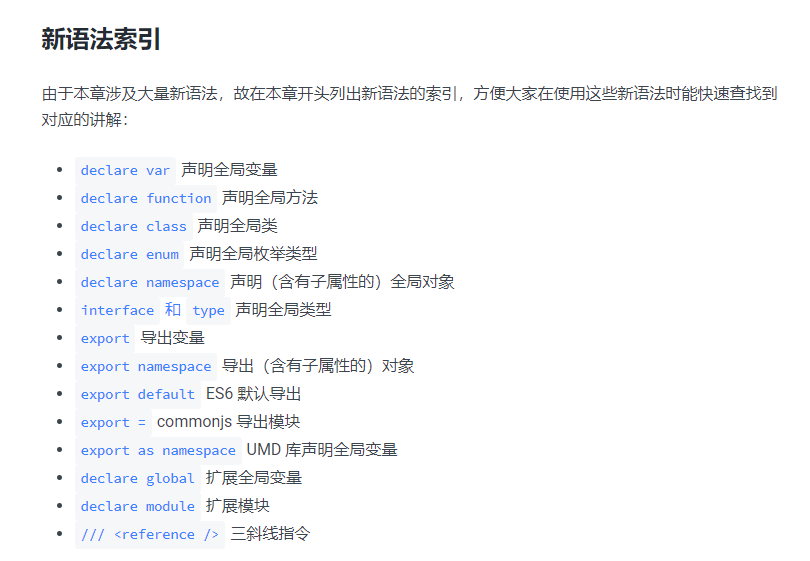 新语法索引
由于本章涉及大量新语法，故在本章开头列出新语法的索引，方便大家在使用这些新语法时能快速查找到
对应的讲解：
declare var 声明全局变量
declare function 声明全局方法
declare class 声明全局类
declare enum 声明全局枚举类型
declare namespace 声明（含有子属性的）全局对象
interface 和 type 声明全局类型
export 导出变量
export namespace 导出（含有子属性的）对象
export default ES6 默认导出
export = commonjs 导出模块
export as namespace UMD 库声明全局变量
declare global 扩展全局变量
declare module 扩展模块
/// <reference /> 三斜线指令